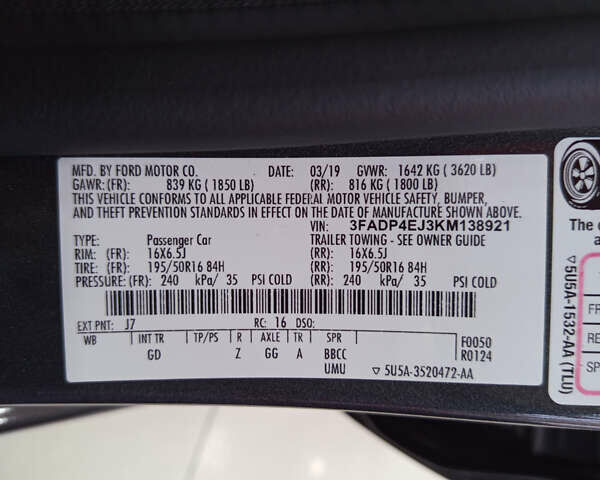 MFD. BY FORD MOTOR CO. DATE: 03/19 GVWR: 1642 KG ( 3620 LB)
GAWR: (FR): 839 KG ( 1850 LB) (RR): 816 KG ( 1800 LB)
THIS VEHICLE CONFORMS TO ALL APPLICABLE FEDERAL MOTOR VEHICLE SAFETY, BUMPER,
AND THEFT PREVENTION STANDARDS IN EFFECT ON THE DATE OF MANUFACTURE SHOWN ABOVE.
VIN: 3FADP4EJ3KM138921
TYPE: Passenger Car TRAILER TOWING - SEE OWNER GUIDE
RIM: (FR): 16X6.5J (RR): 16X6.5J
TIRE: (FR): 195/50R16 84H (RR): 195/50R16 84H
PRESSURE: (FR): 240 kPa/ 35 PSI COLD (RR): 240 kPa/ 35 PSI COLD
EXT PNT: J7 RC: 16 DSO:
WB INT TR TP/PS R AXLE TR SPR F0050
GD Z GG A BBCC R0124
UMU ▽ 5U5A-3520472-AA
The
▽ 5U5A-1532-AA (TLU)
FR
RE